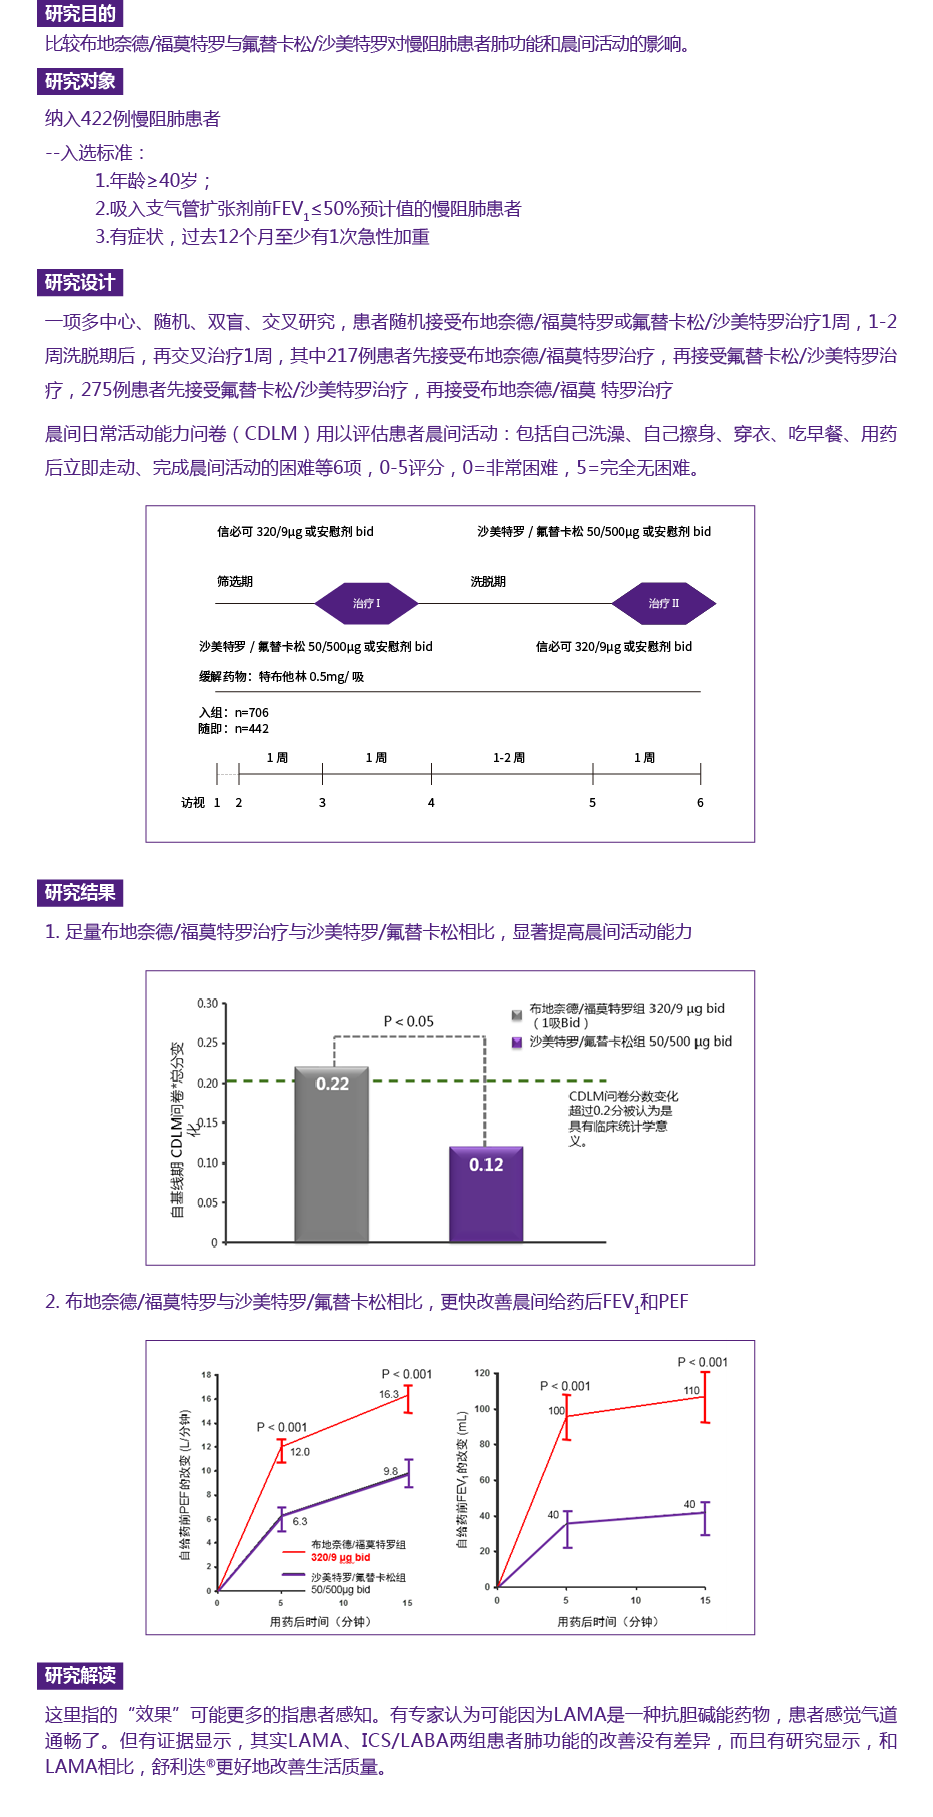 研究目的
比较布地奈德/福莫特罗与氟替卡松/沙美特罗对慢阻肺患者肺功能和晨间活动的影响。
研究对象
纳入422例慢阻肺患者
--入选标准：
1.年龄≥40岁；
2.吸入支气管扩张剂前FEV1≤50%预计值的慢阻肺患者
3.有症状，过去12个月至少有1次急性加重
研究设计
一项多中心、随机、双盲、交叉研究，患者随机接受布地奈德/福莫特罗或氟替卡松/沙美特罗治疗1周，1-2
周洗脱期后，再交叉治疗1周，其中217例患者先接受布地奈德/福莫特罗治疗，再接受氟替卡松/沙美特罗治
疗，275例患者先接受氟替卡松/沙美特罗治疗，再接受布地奈德/福莫 特罗治疗
晨间日常活动能力问卷（CDLM）用以评估患者晨间活动：包括自己洗澡、自己擦身、穿衣、吃早餐、用药
后立即走动、完成晨间活动的困难等6项，0-5评分，0=非常困难，5=完全无困难。
信必可 320/9μg 或安慰剂 bid
沙美特罗 / 氟替卡松 50/500μg 或安慰剂 bid
筛选期
洗脱期
治疗 I
治疗 II
沙美特罗 / 氟替卡松 50/500μg 或安慰剂 bid
信必可 320/9μg 或安慰剂 bid
缓解药物：特布他林 0.5mg/ 吸
入组：n=706
随即：n=442
1 周
1 周
1-2 周
1 周
访视 1 2 3 4 5 6
研究结果
1. 足量布地奈德/福莫特罗治疗与沙美特罗/氟替卡松相比，显著提高晨间活动能力
自基线期 CDLM问卷*总分变
化
0.30
0.25
0.20
0.15
0.10
0.05
0
P < 0.05
0.22
0.12
布地奈德/福莫特罗组 320/9 μg bid
（1吸Bid）
沙美特罗/氟替卡松组 50/500 μg bid
CDLM问卷分数变化
超过0.2分被认为是
具有临床统计学意
义。
2. 布地奈德/福莫特罗与沙美特罗/氟替卡松相比，更快改善晨间给药后FEV1和PEF
自给药前PEF的改变 (L/分钟)
18
16
14
12
10
8
6
4
2
0
P < 0.001
P < 0.001
16.3
12.0
9.8
6.3
布地奈德/福莫特罗组
320/9 μg bid
沙美特罗/氟替卡松组
50/500μg bid
0 5 10 15
用药后时间（分钟）
自给药前FEV1的改变 (mL)
120
100
80
60
40
20
0
P < 0.001
P < 0.001
100
110
40
40
0 5 10 15
用药后时间（分钟）
研究解读
这里指的“效果”可能更多的指患者感知。有专家认为可能因为LAMA是一种抗胆碱能药物，患者感觉气道
通畅了。但有证据显示，其实LAMA、ICS/LABA两组患者肺功能的改善没有差异，而且有研究显示，和
LAMA相比，舒利迭®更好地改善生活质量。